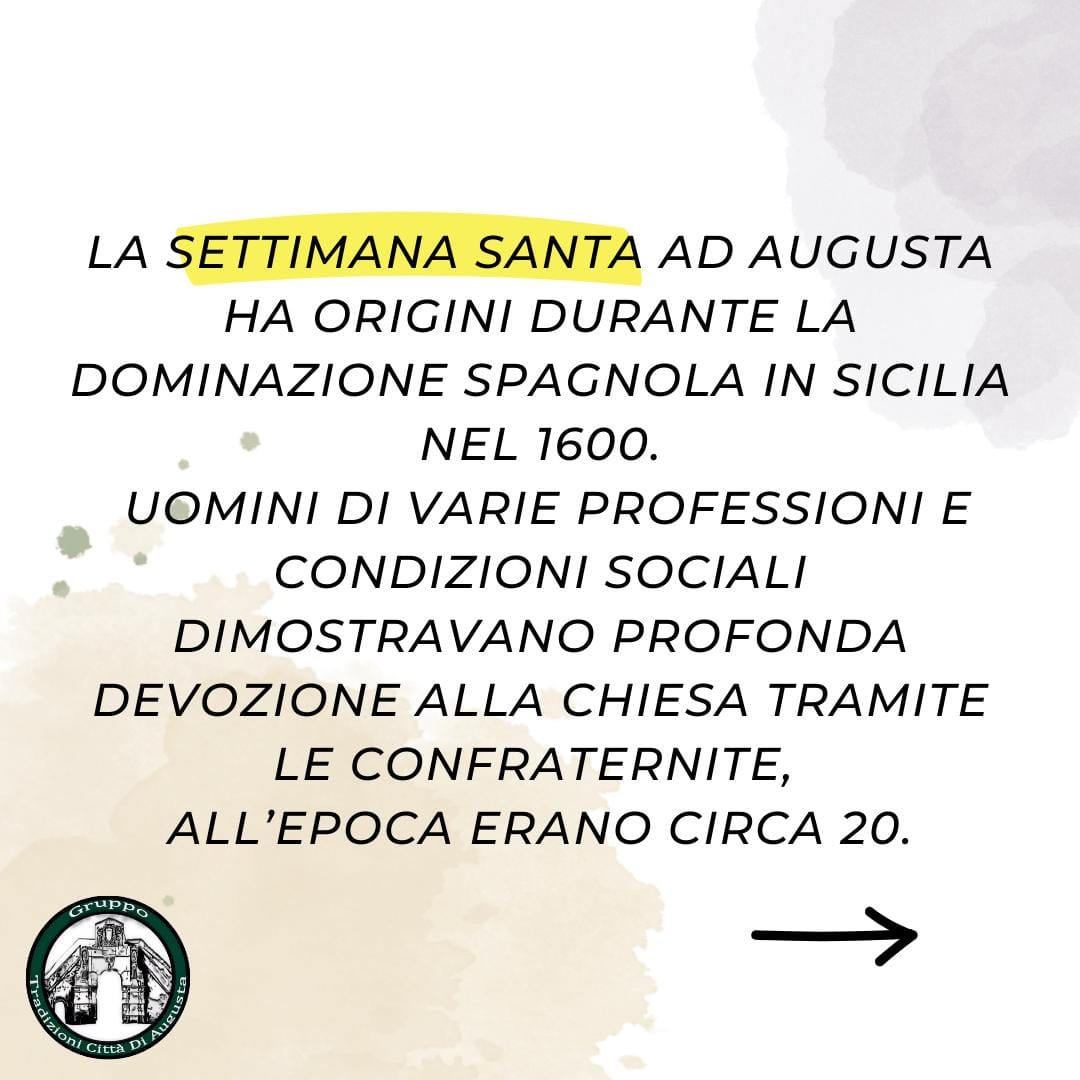 LA SETTIMANA SANTA AD AUGUSTA
HA ORIGINI DURANTE LA
DOMINAZIONE SPAGNOLA IN SICILIA
NEL 1600.
UOMINI DI VARIE PROFESSIONI E
CONDIZIONI SOCIALI
DIMOSTRAVANO PROFONDA
DEVOZIONE ALLA CHIESA TRAMITE
LE CONFRATERNITE,
ALL’EPOCA ERANO CIRCA 20.
Gruppo
Tradizioni Città Di Augusta